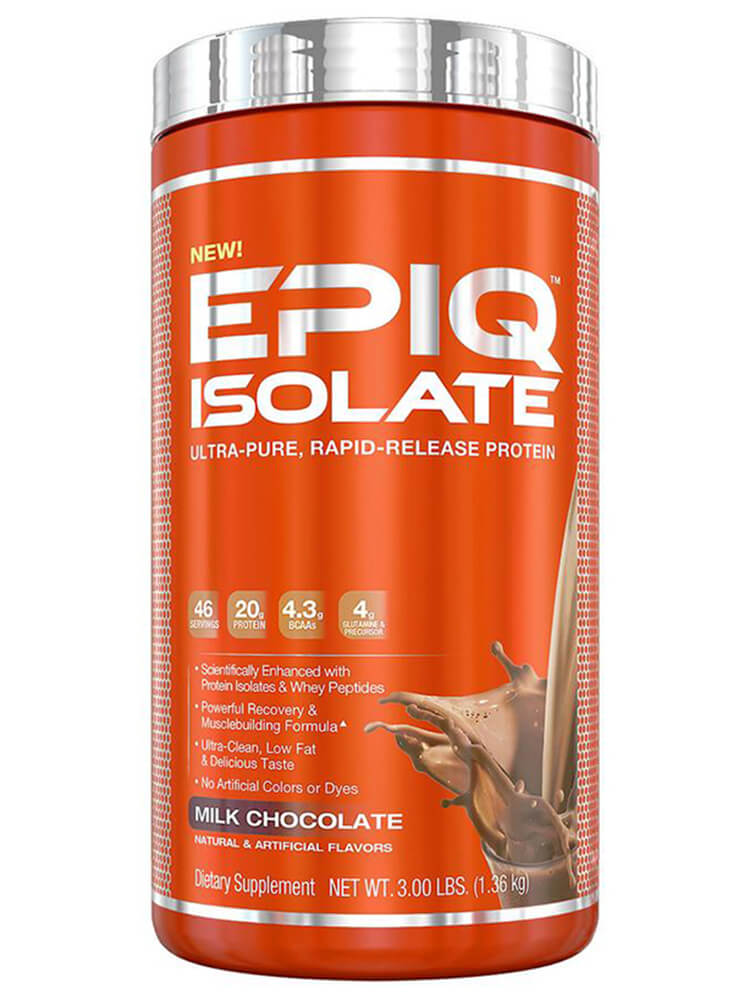 NEW!
EPIQ™
ISOLATE
ULTRA-PURE, RAPID-RELEASE PROTEIN
46 SERVINGS
20g PROTEIN
4.3g BCAAs
4g GLUTAMINE & PRECURSOR
• Scientifically Enhanced with
Protein Isolates & Whey Peptides
• Powerful Recovery &
Musclebuilding Formula▲
• Ultra-Clean, Low Fat
& Delicious Taste
• No Artificial Colors or Dyes
MILK CHOCOLATE
NATURAL & ARTIFICIAL FLAVORS
Dietary Supplement NET WT. 3.00 LBS. (1.36 kg)